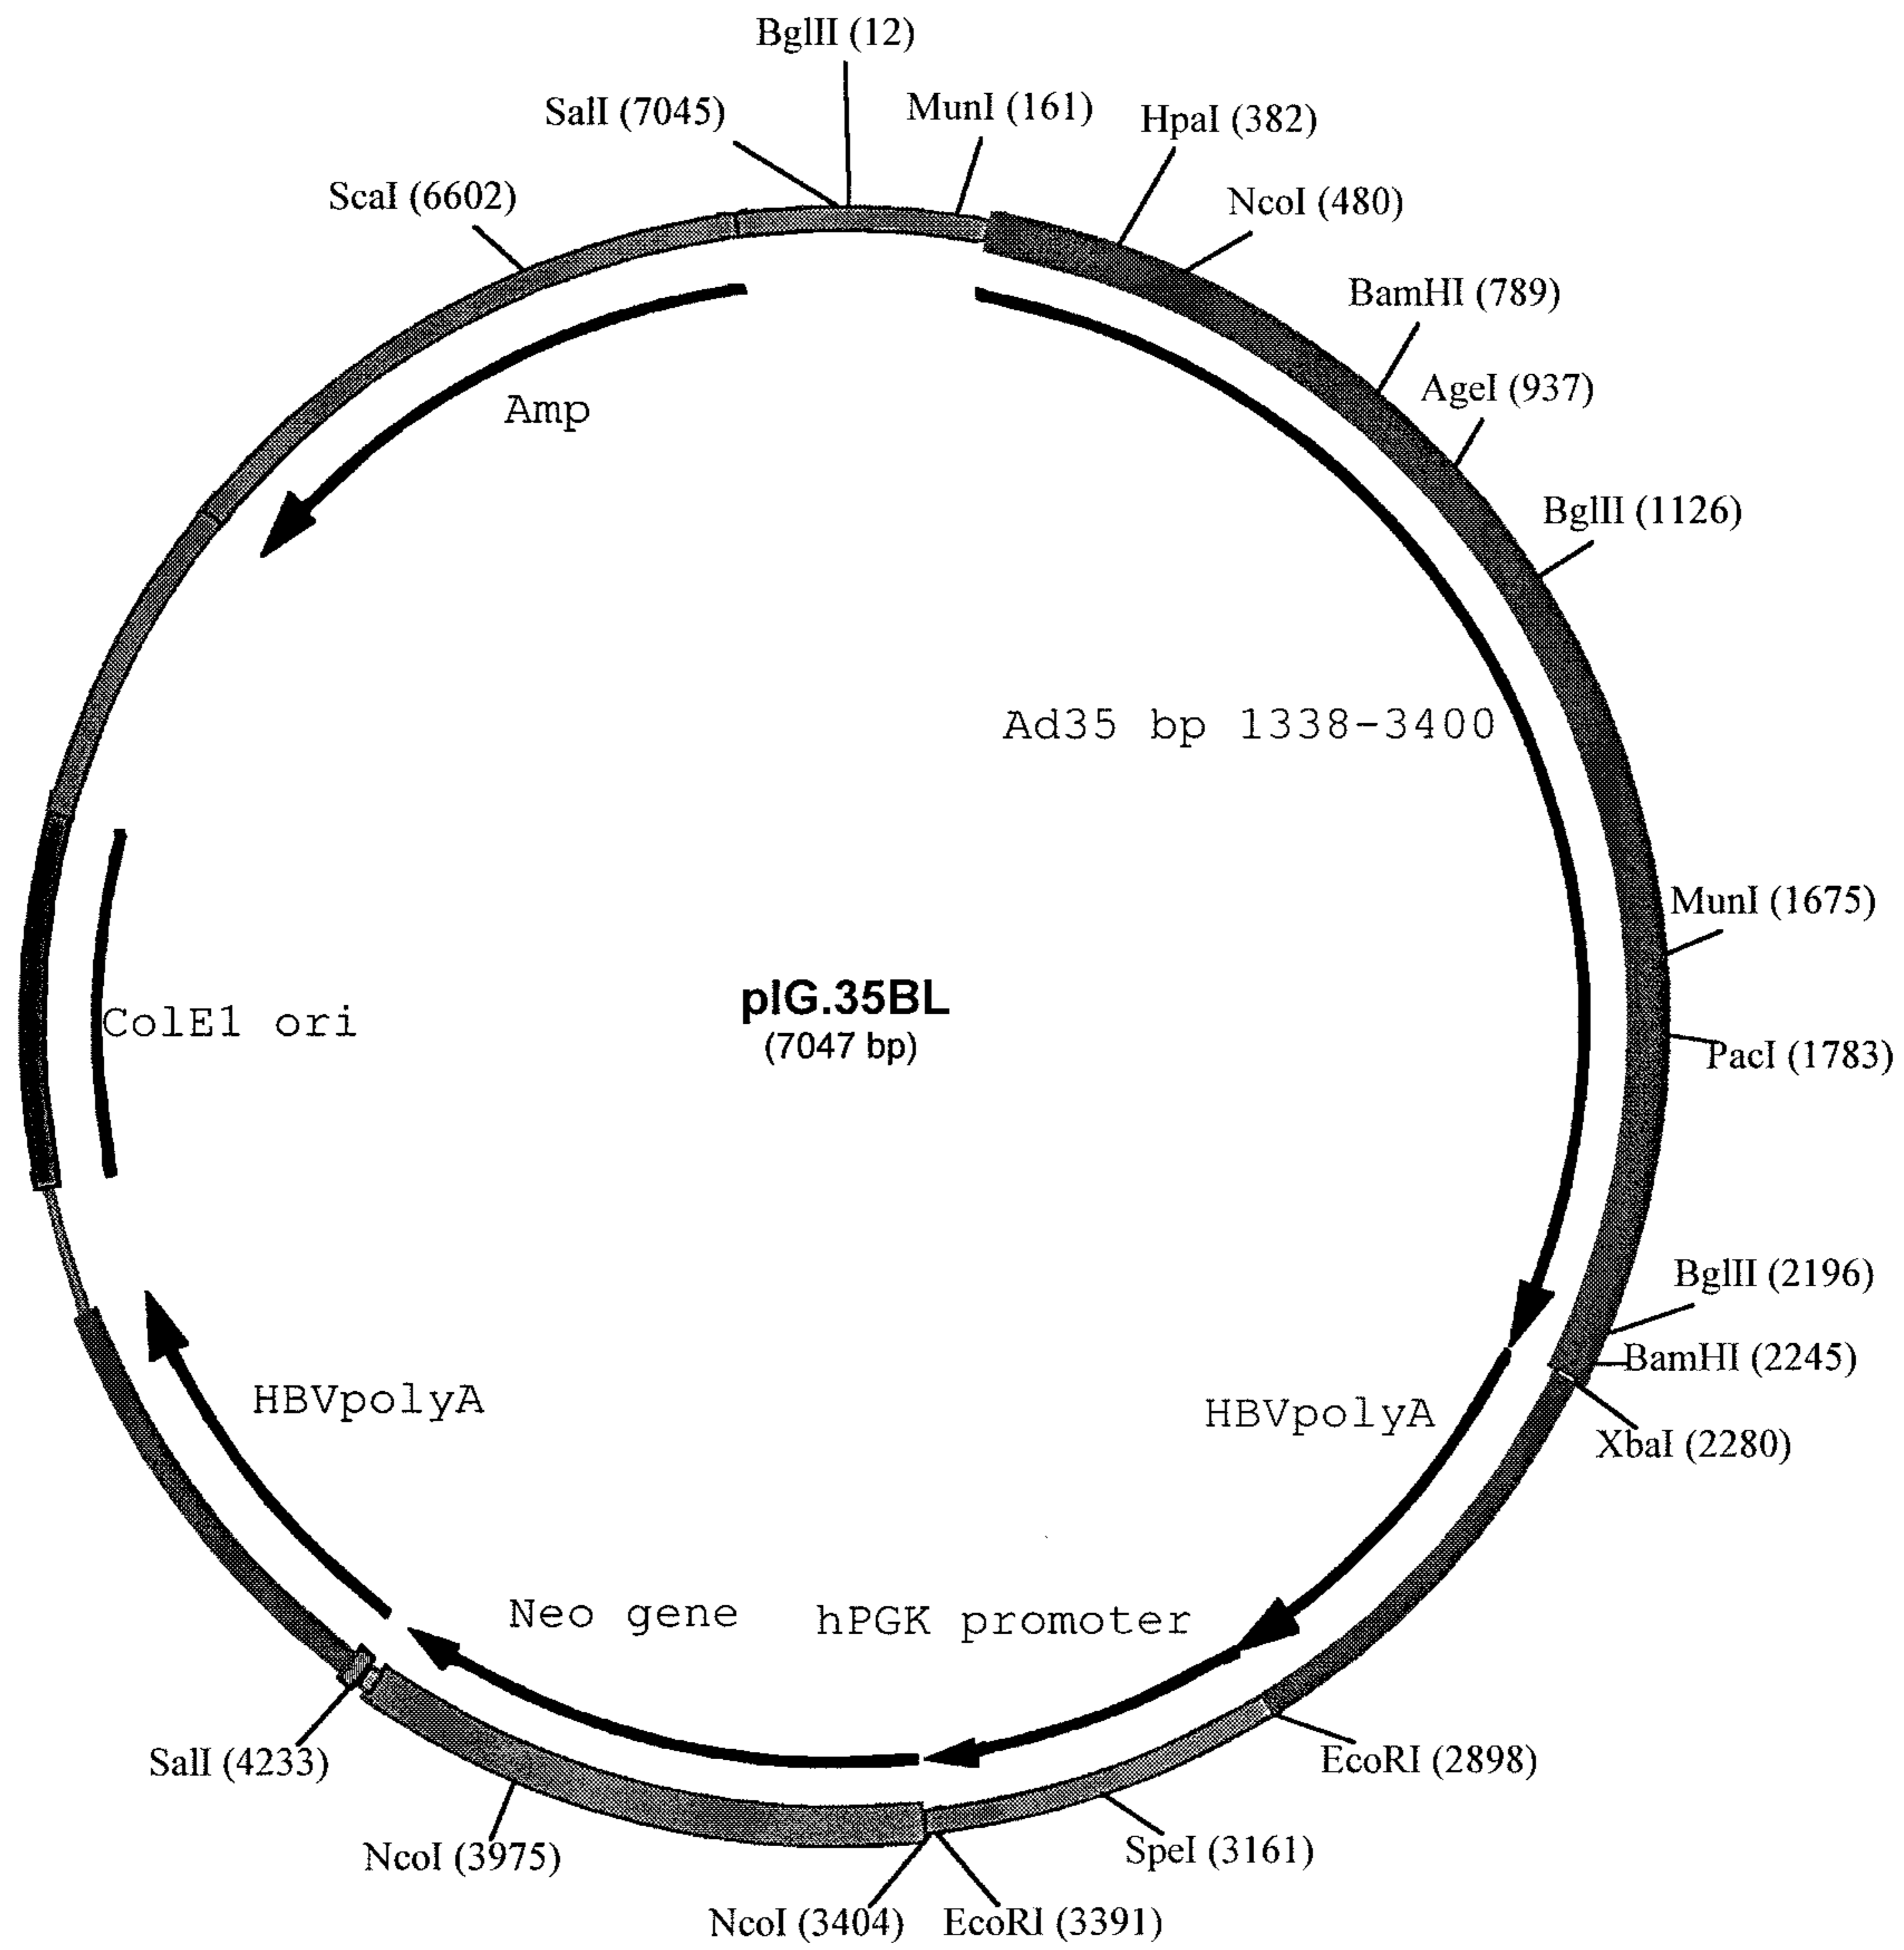 BglII (12)
SalI (7045)
MunI (161)
HpaI (382)
ScaI (6602)
NcoI (480)
BamHI (789)
AgeI (937)
Amp
BglII (1126)
Ad35 bp 1338-3400
MunI (1675)
pIG.35BL
(7047 bp)
ColE1 ori
PacI (1783)
BglII (2196)
BamHI (2245)
HBVpolyA
HBVpolyA
XbaI (2280)
Neo gene
hPGK promoter
SalI (4233)
EcoRI (2898)
NcoI (3975)
SpeI (3161)
NcoI (3404)
EcoRI (3391)